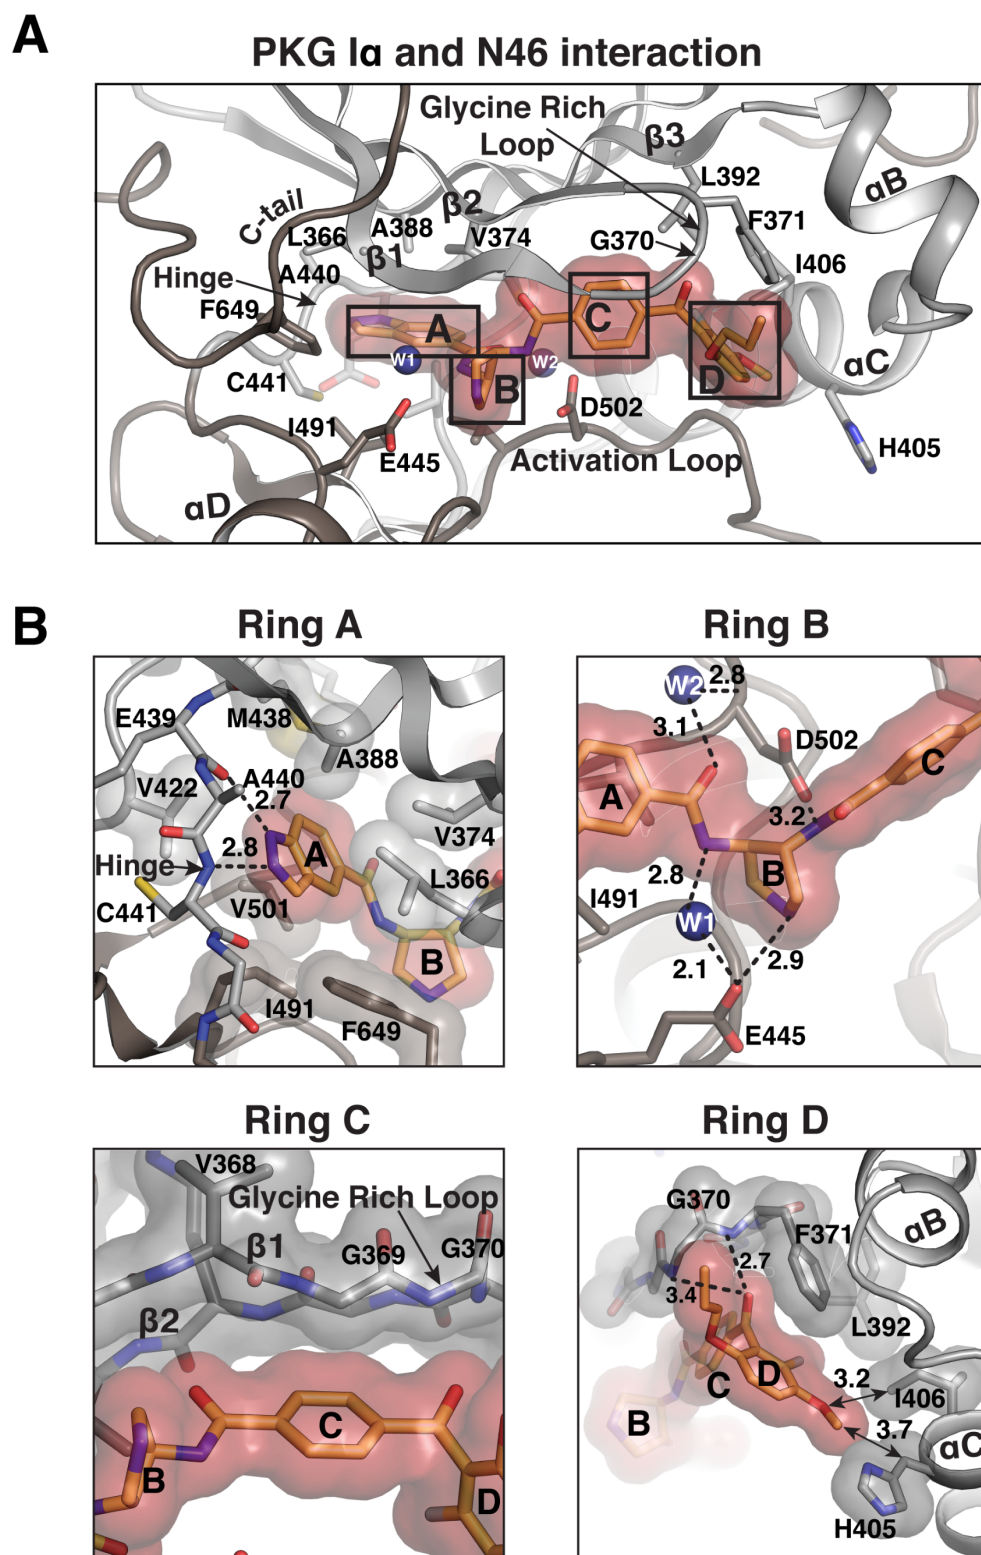 A
PKG Iα and N46 interaction
Glycine Rich
Loop
β3
L392
αB
C-tail
β2
F371
L366
A388
V374
G370
β1
I406
Hinge
A440
F649
A
C
W1
W2
αC
C441
B
D
D502
I491
E445
H405
Activation Loop
αD
B
Ring A
Ring B
E439
M438
A388
V422
A440
2.7
V374
2.8
A
Hinge
L366
C441
V501
B
I491
F649
W2
2.8
3.1
D502
A
C
3.2
B
2.8
I491
W1
2.1
2.9
E445
Ring C
Ring D
V368
Glycine Rich Loop
β1
G369
G370
β2
C
B
D
G370
αB
F371
2.7
3.4
L392
D
C
3.2
I406
B
3.7
αC
H405